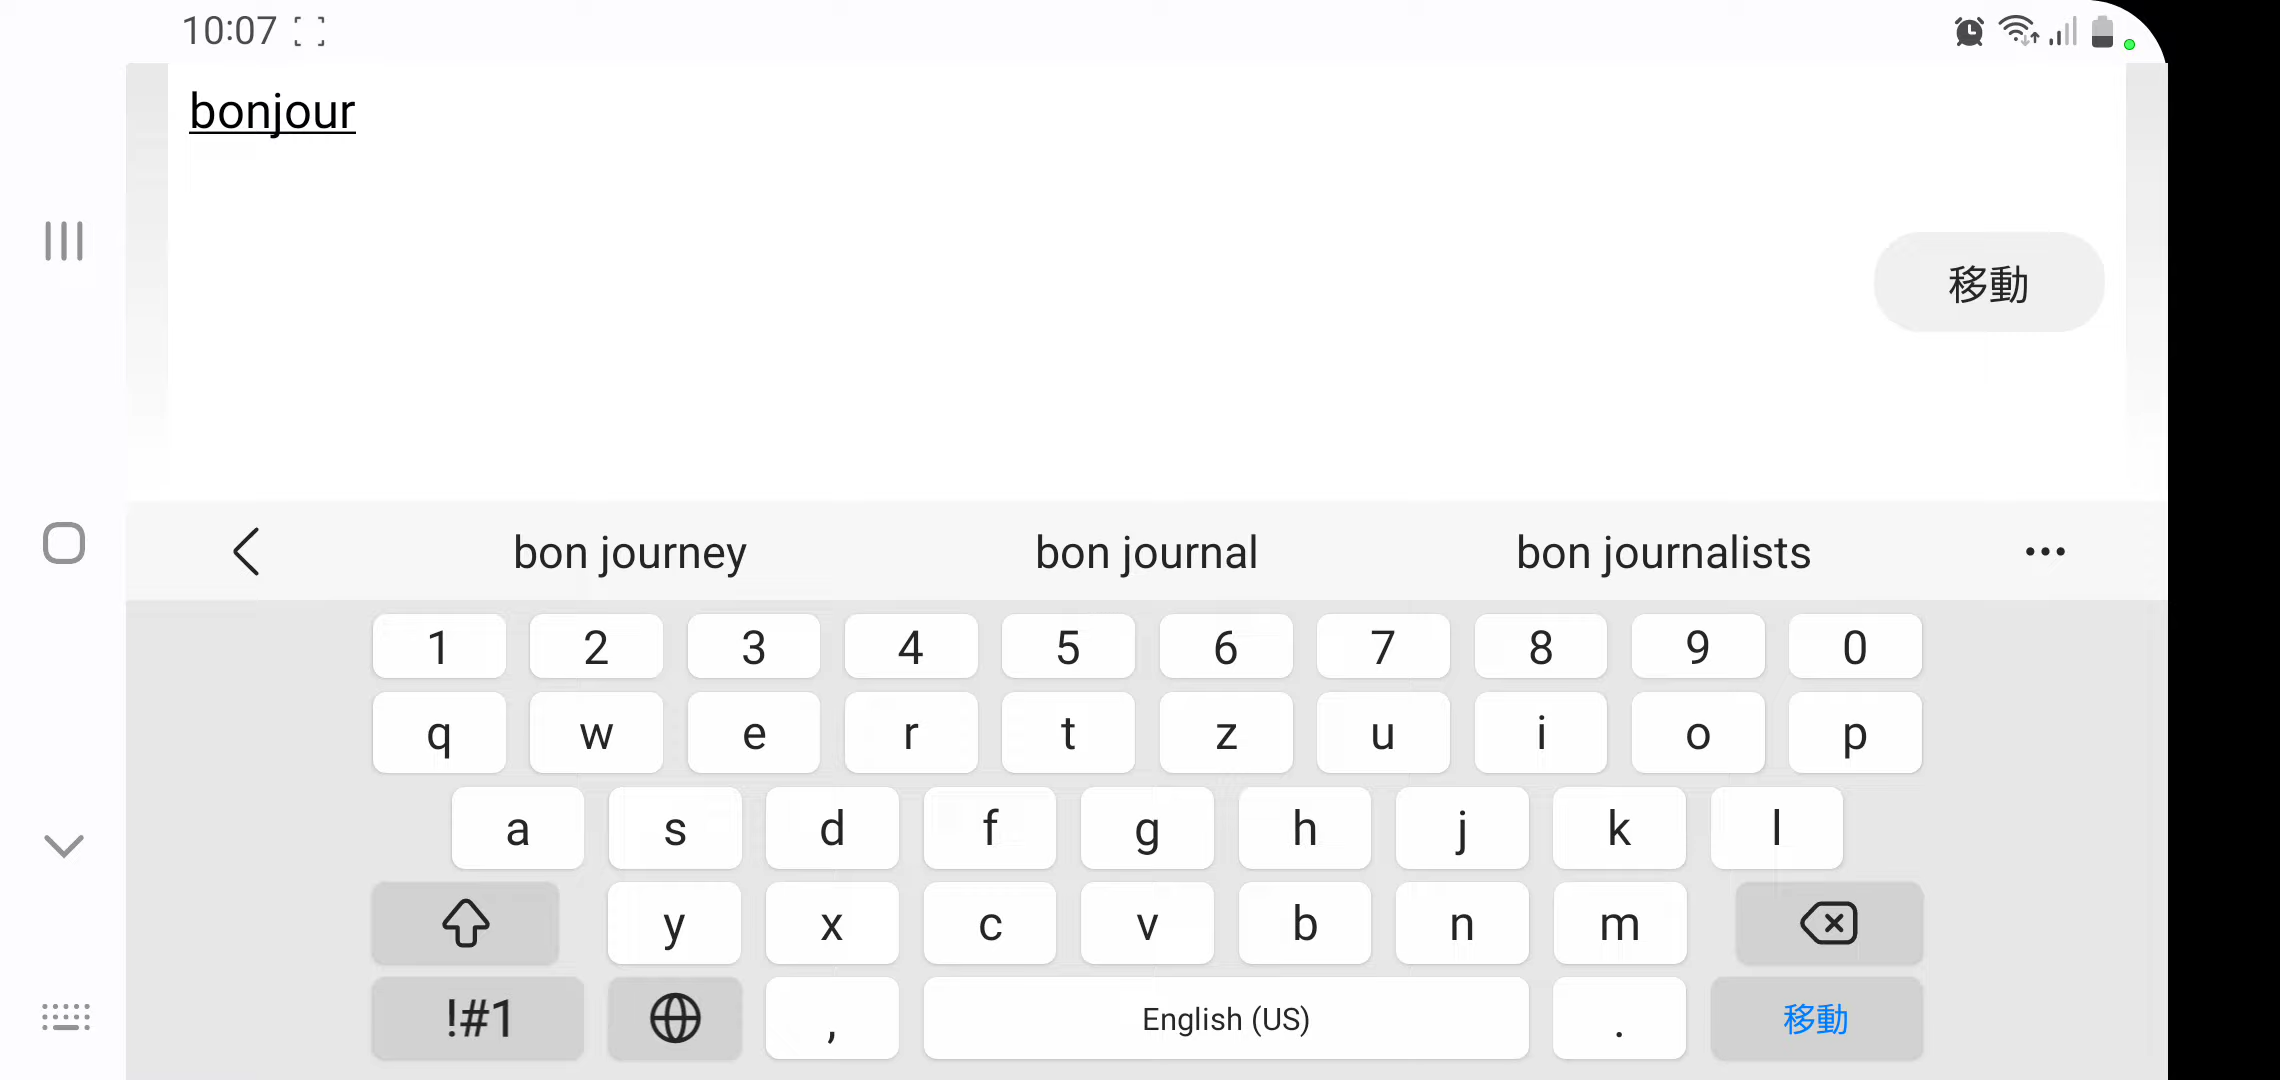 10:07
bonjour
移動
bon journey bon journal bon journalists
1 2 3 4 5 6 7 8 9 0
q w e r t z u i o p
a s d f g h j k l
y x c v b n m
!#1 , English (US) . 移動